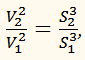 V₂²/V₁² = S₂³/S₁³,